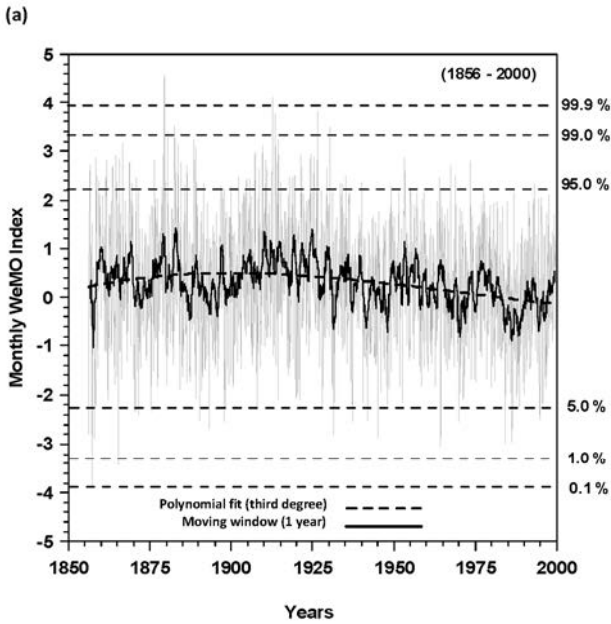 (a)
(1856 - 2000)
Monthly WeMO Index
5
4
3
2
1
0
-1
-2
-3
-4
-5
99.9 %
99.0 %
95.0 %
5.0 %
1.0 %
0.1 %
Polynomial fit (third degree)
Moving window (1 year)
1850 1875 1900 1925 1950 1975 2000
Years